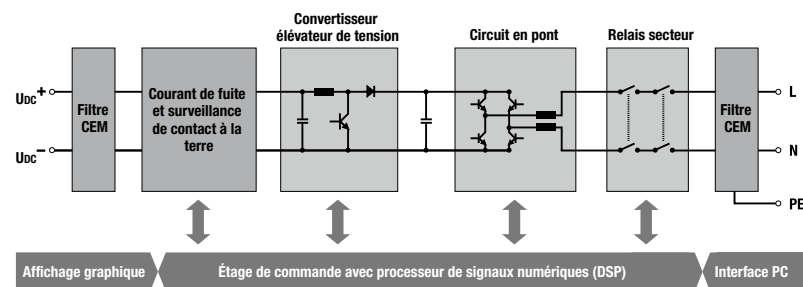 Convertisseur
élévateur de tension
Circuit en pont
Relais secteur
UDC+
UDC–
Filtre
CEM
Courant de fuite
et surveillance
de contact à la
terre
Filtre
CEM
L
N
PE
Affichage graphique
Étage de commande avec processeur de signaux numériques (DSP)
Interface PC